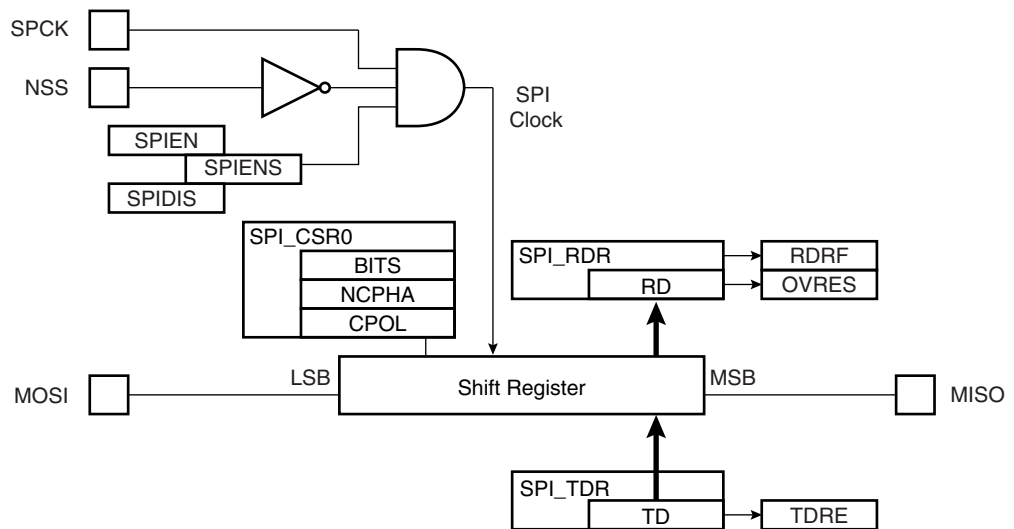 SPCK
NSS
SPI
Clock
SPIEN
SPIENS
SPIDIS
SPI_CSR0
BITS
NCPHA
CPOL
SPI_RDR
RD
RDRF
OVRES
MOSI
LSB
Shift Register
MSB
MISO
SPI_TDR
TD
TDRE